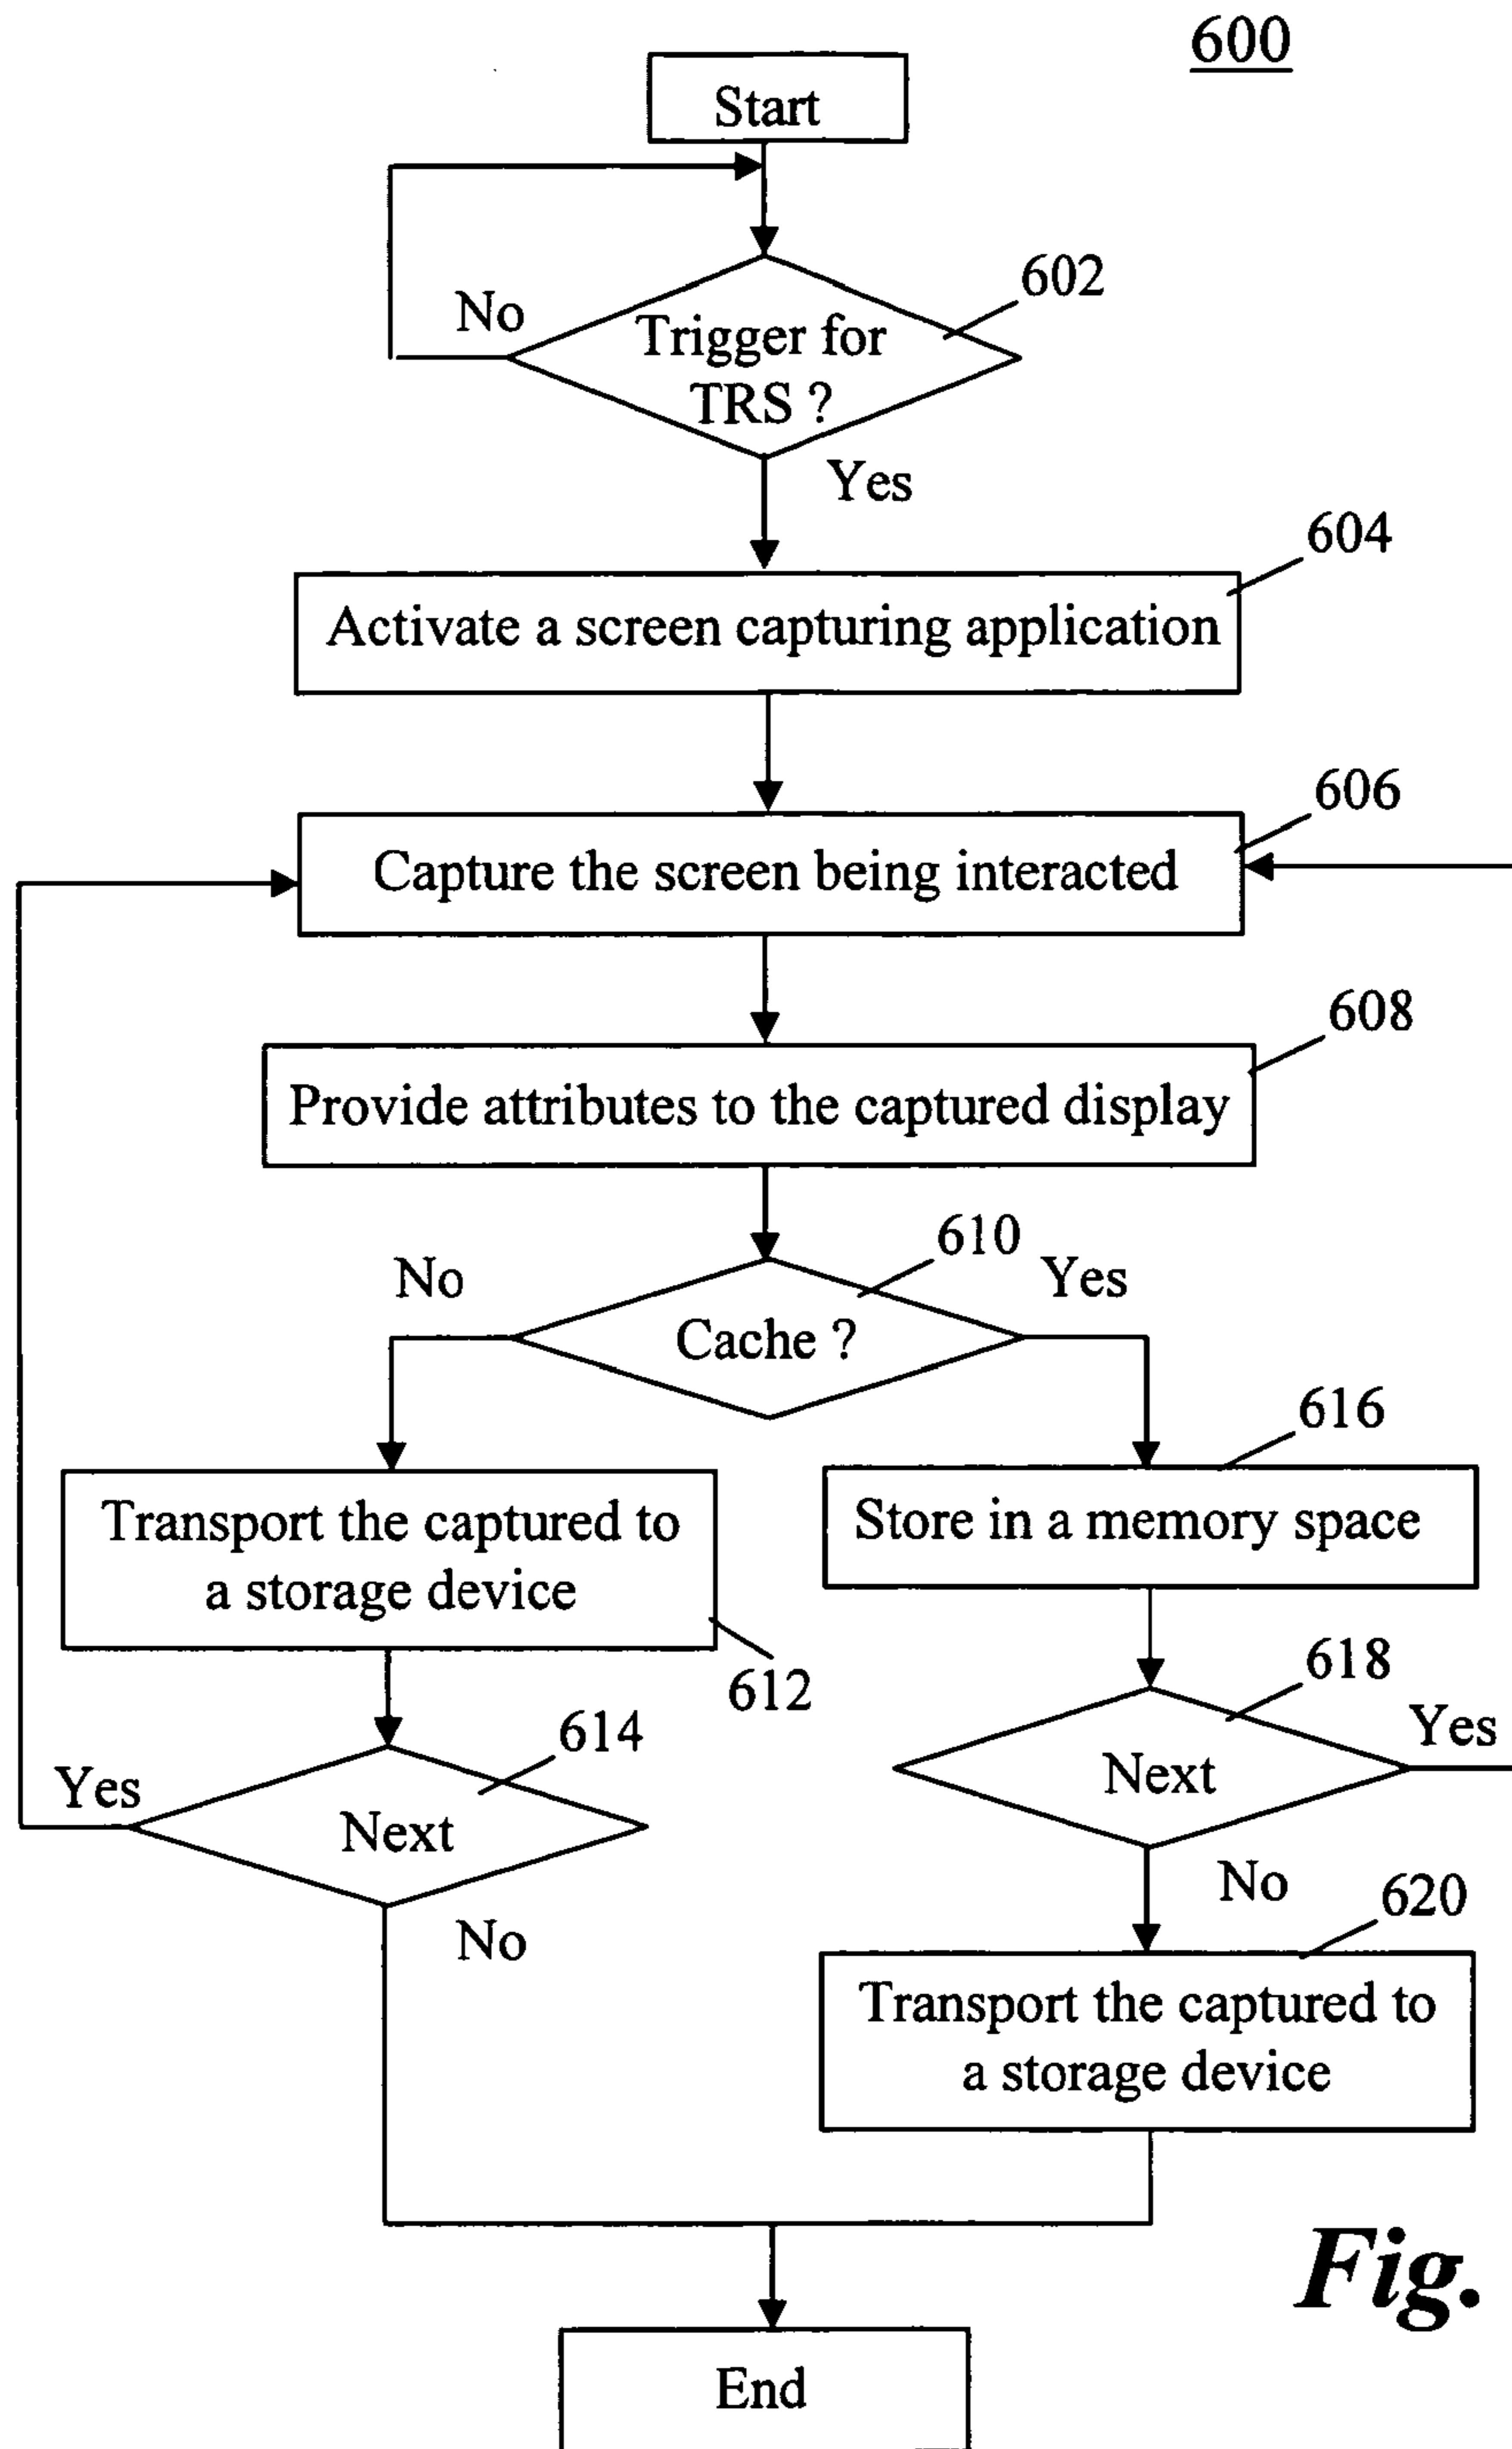 600
Start
602
No
Trigger for
TRS ?
Yes
604
Activate a screen capturing application
606
Capture the screen being interacted
608
Provide attributes to the captured display
610
No
Yes
Cache ?
616
Transport the captured to
a storage device
612
Store in a memory space
618
Yes
Next
614
Yes
Next
No
No
620
Transport the captured to
a storage device
Fig.
End